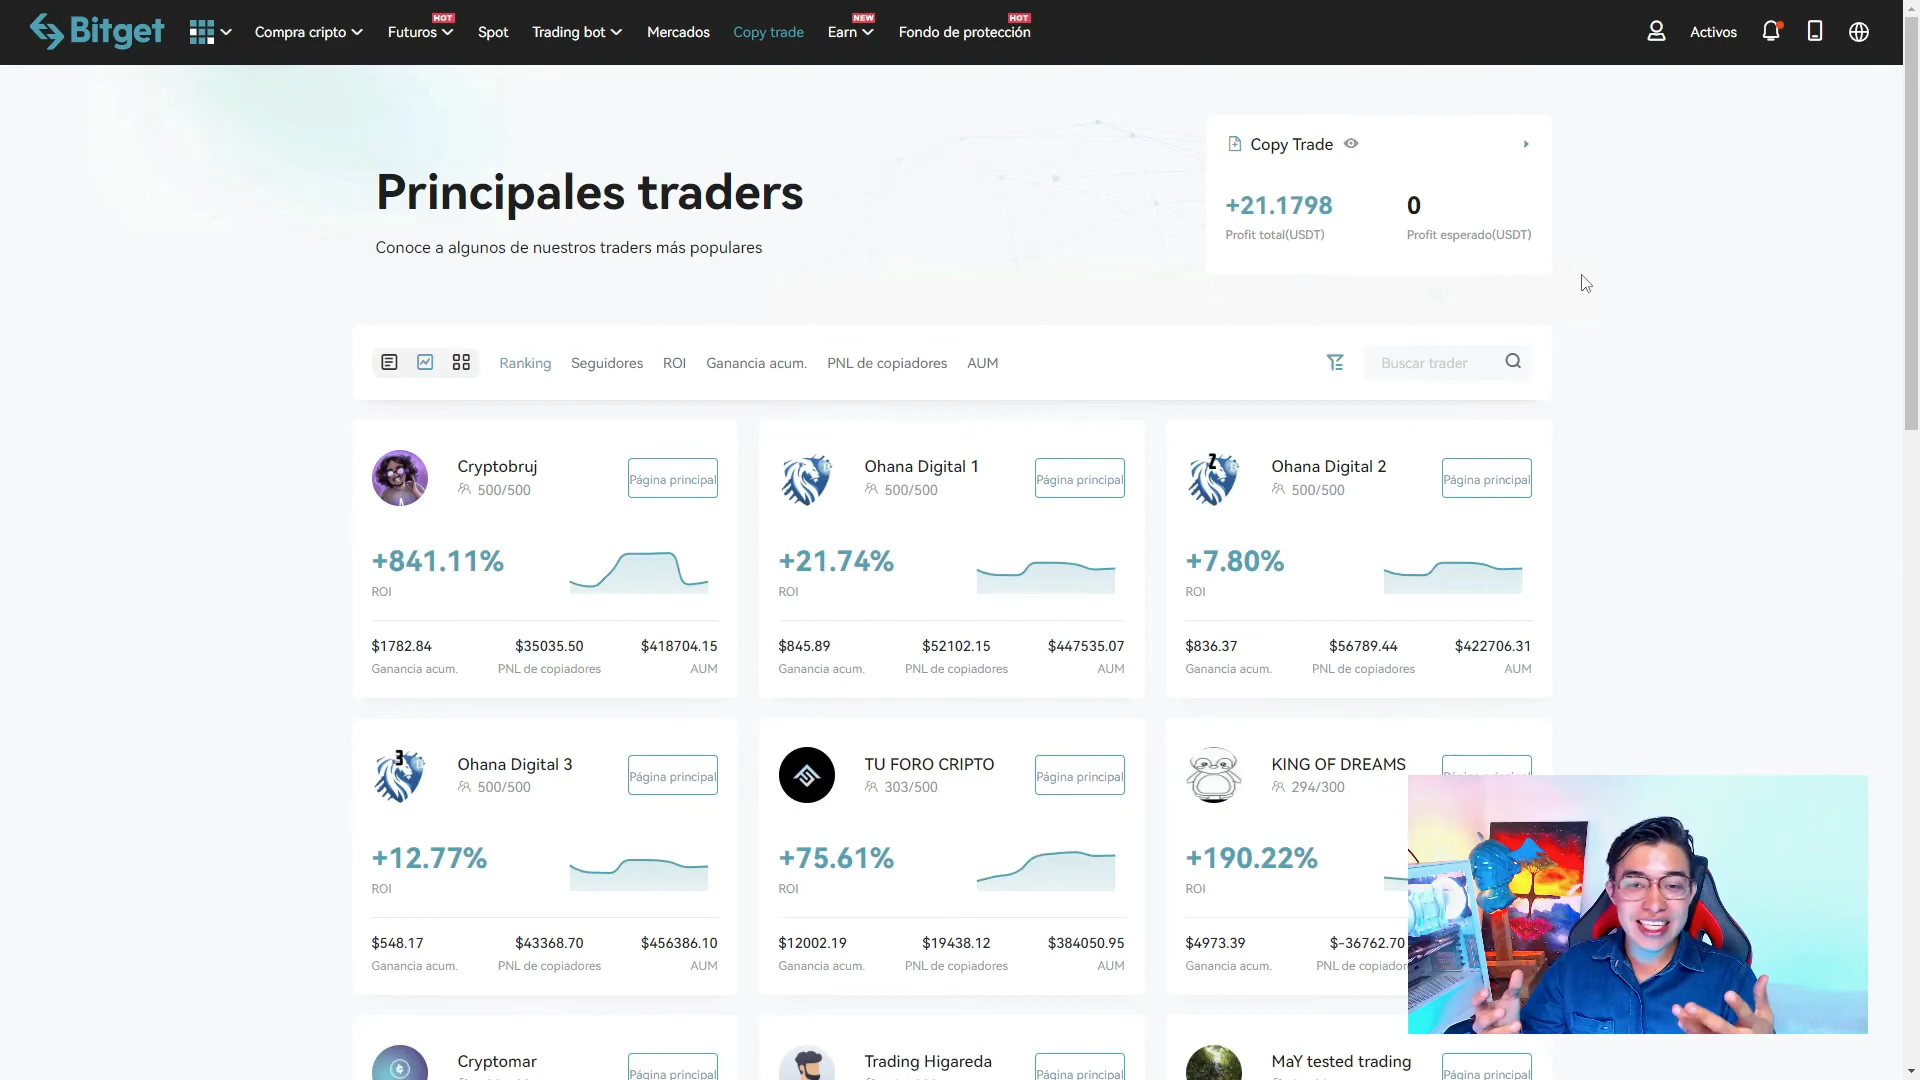 Bitget
Compra cripto
Futuros
HOT
Spot
Trading bot
Mercados
Copy trade
Earn
NEW
Fondo de protección
HOT
Activos
Principales traders
Conoce a algunos de nuestros traders más populares
Copy Trade
+21.1798
0
Profit total(USDT)
Profit esperado(USDT)
Ranking
Seguidores
ROI
Ganancia acum.
PNL de copiadores
AUM
Buscar trader
Cryptobruj
500/500
Página principal
+841.11%
ROI
$1782.84
$35035.50
$418704.15
Ganancia acum.
PNL de copiadores
AUM
Ohana Digital 1
500/500
Página principal
+21.74%
ROI
$845.89
$52102.15
$447535.07
Ganancia acum.
PNL de copiadores
AUM
2
Ohana Digital 2
500/500
Página principal
+7.80%
ROI
$836.37
$56789.44
$422706.31
Ganancia acum.
PNL de copiadores
AUM
3
Ohana Digital 3
500/500
Página principal
+12.77%
ROI
$548.17
$43368.70
$456386.10
Ganancia acum.
PNL de copiadores
AUM
TU FORO CRIPTO
303/500
Página principal
+75.61%
ROI
$12002.19
$19438.12
$384050.95
Ganancia acum.
PNL de copiadores
AUM
KING OF DREAMS
294/300
+190.22%
ROI
$4973.39
$-36762.70
Ganancia acum.
PNL de
Cryptomar
Página principal
Trading Higareda
Página principal
MaY tested trading
Página principal